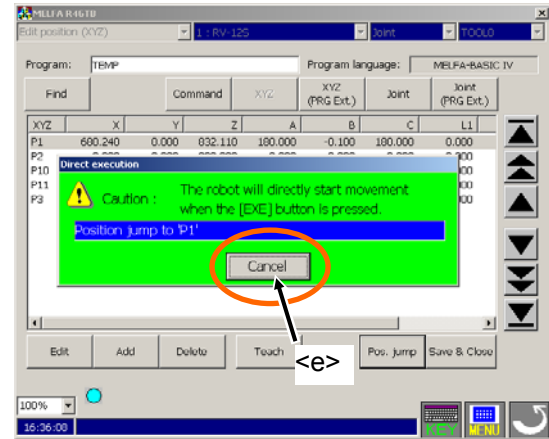 MELFA R46TB
Edit position (XYZ) 1 : RV-12S Joint TOOL0
Program: TEMP Program language: MELFA-BASIC IV
Find Command XYZ XYZ (PRG Ext.) Joint Joint (PRG Ext.)
XYZ X Y Z A B C L1
P1 680.240 0.000 832.110 180.000 -0.100 180.000 0.000
P2
P10
P11
P3
Direct execution
Caution : The robot will directly start movement
when the [EXE] button is pressed.
Position jump to 'P1'
Cancel
Edit Add Delete Teach <e> Pos. jump Save & Close
100%
16:36:00
KEY MENU